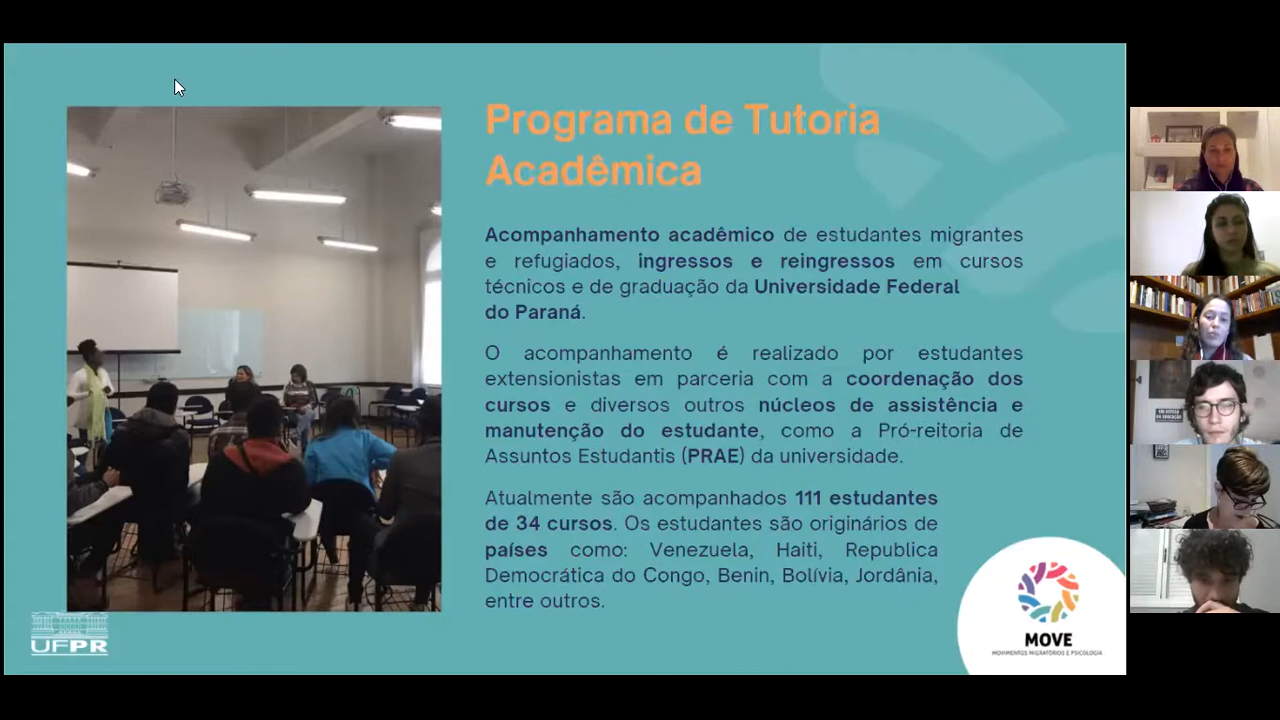 Programa de Tutoria
Acadêmica
Acompanhamento acadêmico de estudantes migrantes
e refugiados, ingressos e reingressos em cursos
técnicos e de graduação da Universidade Federal
do Paraná.
O acompanhamento é realizado por estudantes
extensionistas em parceria com a coordenação dos
cursos e diversos outros núcleos de assistência e
manutenção do estudante, como a Pró-reitoria de
Assuntos Estudantis (PRAE) da universidade.
Atualmente são acompanhados 111 estudantes
de 34 cursos. Os estudantes são originários de
países como: Venezuela, Haiti, Republica
Democrática do Congo, Benin, Bolívia, Jordânia,
entre outros.
UFPR
MOVE
MOVIMENTOS MIGRATÓRIOS E PSICOLOGIA